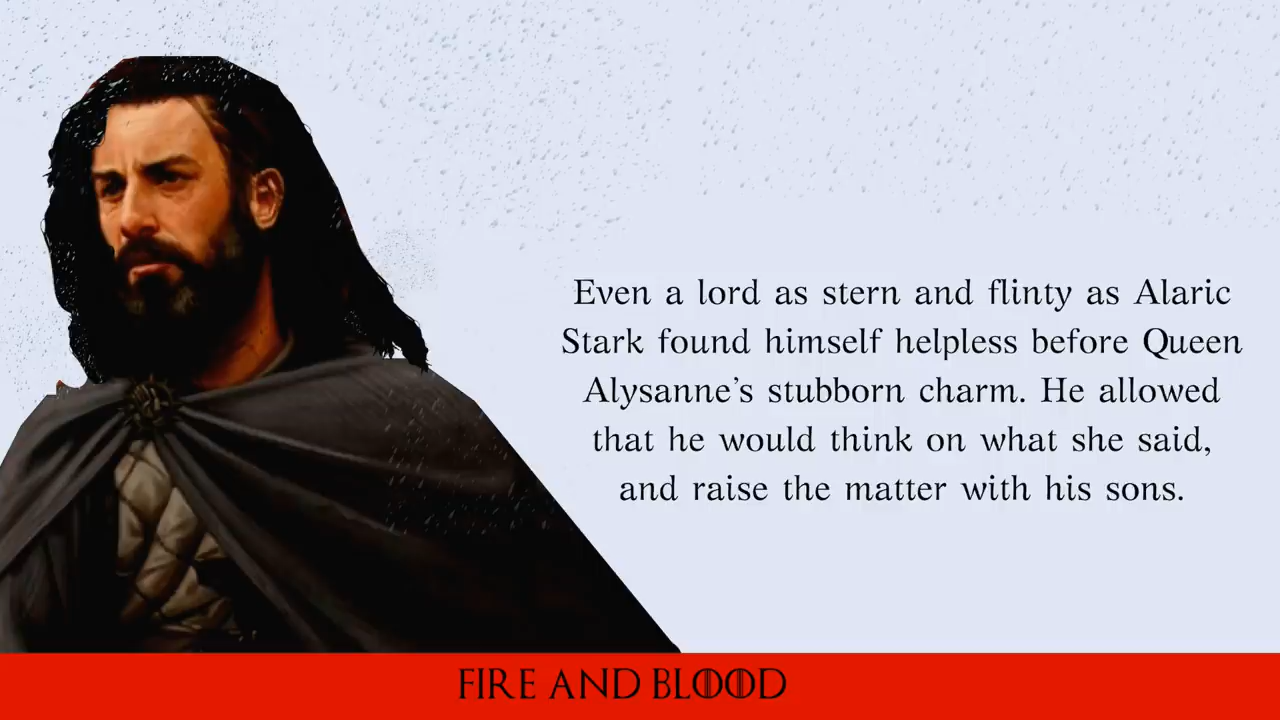 Even a lord as stern and flinty as Alaric
Stark found himself helpless before Queen
Alysanne’s stubborn charm. He allowed
that he would think on what she said,
and raise the matter with his sons.
FIRE AND BLOOD